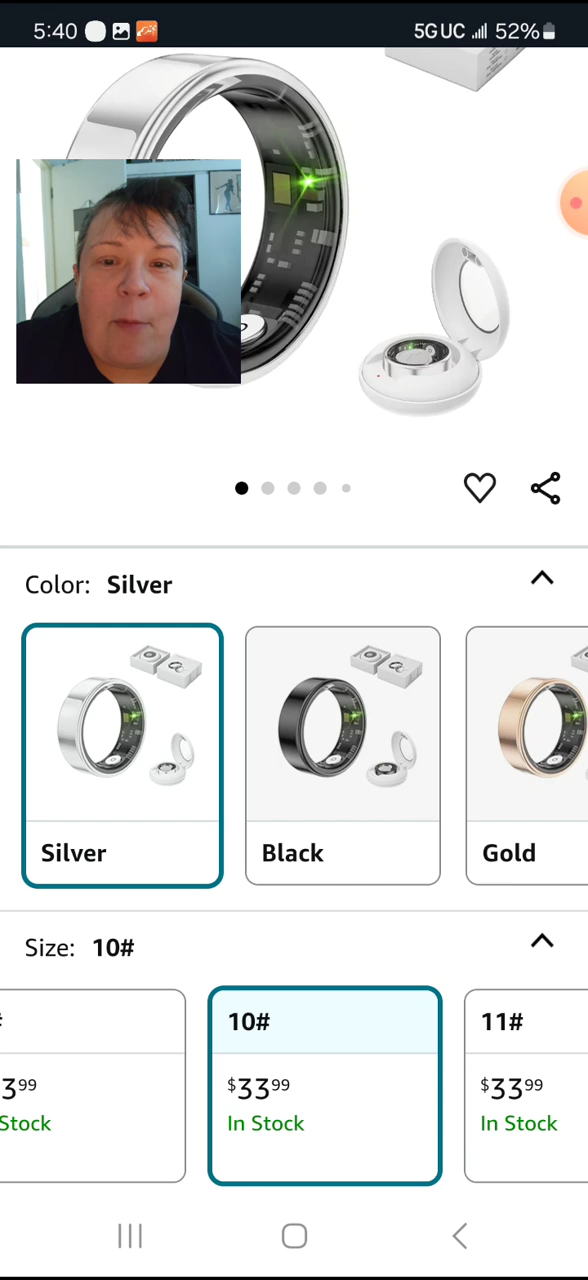 5:40 5G UC 52%
Color: Silver
Silver Black Gold
Size: 10#
10# 11#
$33.99 $33.99
Stock In Stock In Stock